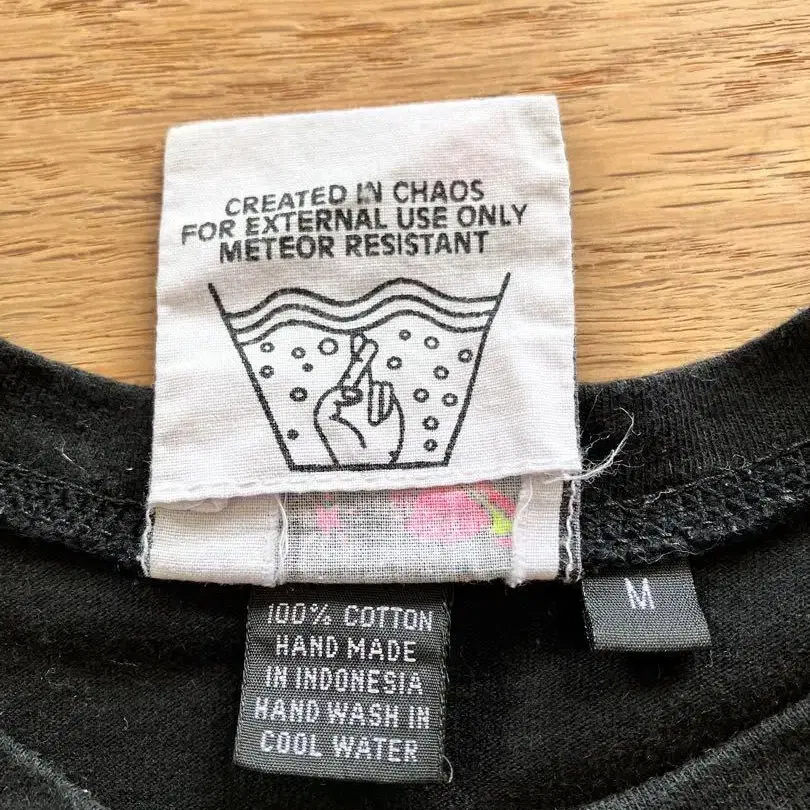 CREATED IN CHAOS
FOR EXTERNAL USE ONLY
METEOR RESISTANT
100% COTTON
HAND MADE
IN INDONESIA
HAND WASH IN
COOL WATER
M